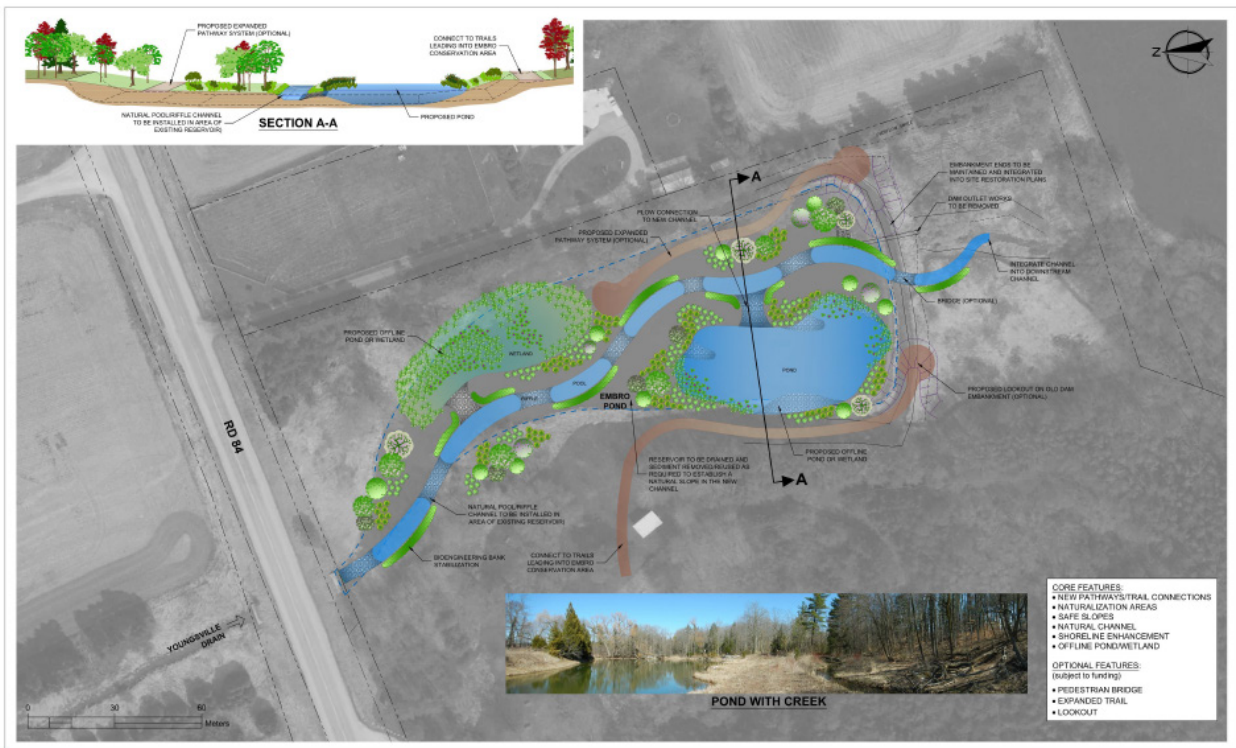 PROPOSED EXPANDED
PATHWAY SYSTEM (OPTIONAL)
CONNECT TO TRAILS
LEADING INTO EMBRO
CONSERVATION AREA
NATURAL POOL/RIFFLE CHANNEL
TO BE INSTALLED IN AREA OF
EXISTING RESERVOIR)
SECTION A-A
PROPOSED POND
Z
A
EMBANKMENT ENDS TO BE
MAINTAINED AND INTEGRATED
INTO SITE RESTORATION PLANS
DAM OUTLET WORKS
TO BE REMOVED
FLOW CONNECTION
TO NEW CHANNEL
PROPOSED EXPANDED
PATHWAY SYSTEM (OPTIONAL)
INTEGRATE CHANNEL
INTO DOWNSTREAM
CHANNEL
BRIDGE (OPTIONAL)
PROPOSED OFFLINE
POND OR WETLAND
WETLAND
POOL
RIFFLE
EMBRO
POND
POND
PROPOSED LOOKOUT ON OLD DAM
EMBANKMENT (OPTIONAL)
RD 84
PROPOSED OFFLINE
POND OR WETLAND
RESERVOIR TO BE DRAINED AND
SEDIMENT REMOVED/REUSED AS
REQUIRED TO ESTABLISH A
NATURAL SLOPE IN THE NEW
CHANNEL
A
NATURAL POOL/RIFFLE
CHANNEL TO BE INSTALLED IN
AREA OF EXISTING RESERVOIR)
BIOENGINEERING BANK
STABILIZATION
CONNECT TO TRAILS
LEADING INTO EMBRO
CONSERVATION AREA
YOUNGSVILLE
DRAIN
0 30 60
Meters
POND WITH CREEK
CORE FEATURES:
• NEW PATHWAYS/TRAIL CONNECTIONS
• NATURALIZATION AREAS
• SAFE SLOPES
• NATURAL CHANNEL
• SHORELINE ENHANCEMENT
• OFFLINE POND/WETLAND
OPTIONAL FEATURES:
(subject to funding)
• PEDESTRIAN BRIDGE
• EXPANDED TRAIL
• LOOKOUT